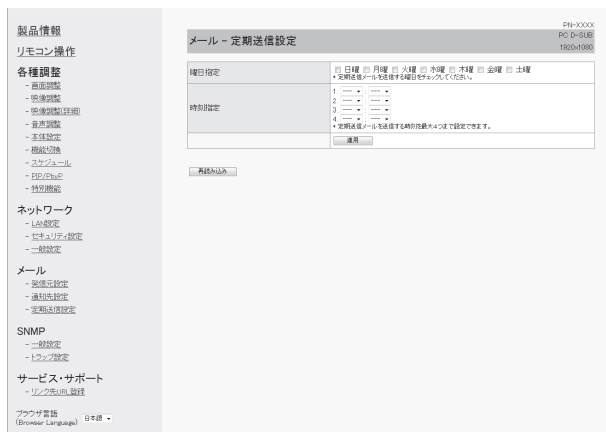 製品情報
リモコン操作
各種調整
- 画面調整
- 映像調整
- 映像調整(詳細)
- 音声調整
- 本体設定
- 機能切換
- スケジュール
- PIP/PbyP
- 特別機能
ネットワーク
- LAN設定
- セキュリティ設定
- 一般設定
メール
- 発信元設定
- 通知先設定
- 定期送信設定
SNMP
- 一般設定
- トラップ設定
サービス・サポート
- リンク先URL登録
ブラウザ言語
(Browser Language) 日本語
PN-XXXX
メール - 定期送信設定
PC D-SUB
1920x1080
曜日指定
日曜 月曜 火曜 水曜 木曜 金曜 土曜
* 定期送信メールを送信する曜日をチェックしてください。
時刻指定
1. --- : ---
2. --- : ---
3. --- : ---
4. --- : ---
* 定期送信メールを送信する時刻を最大4つまで設定できます。
適用
再読み込み